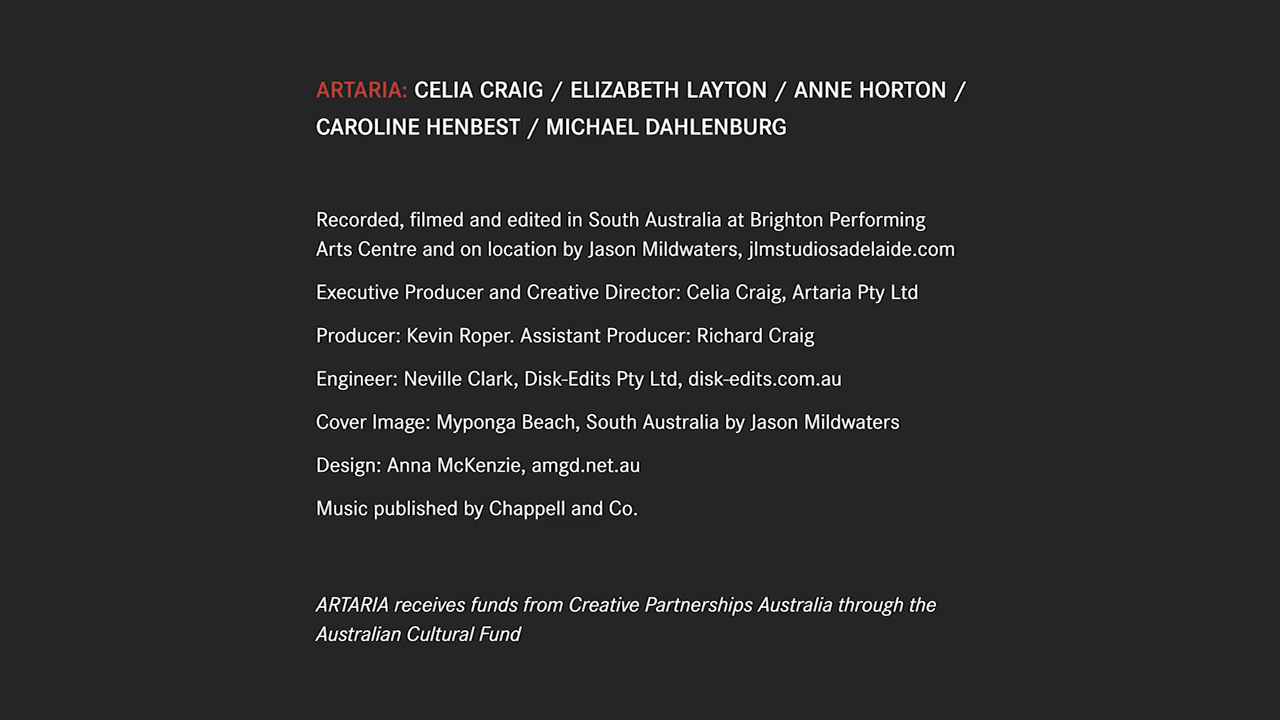 ARTARIA: CELIA CRAIG / ELIZABETH LAYTON / ANNE HORTON /
CAROLINE HENBEST / MICHAEL DAHLENBURG
Recorded, filmed and edited in South Australia at Brighton Performing
Arts Centre and on location by Jason Mildwaters, jlmstudiosadelaide.com
Executive Producer and Creative Director: Celia Craig, Artaria Pty Ltd
Producer: Kevin Roper. Assistant Producer: Richard Craig
Engineer: Neville Clark, Disk-Edits Pty Ltd, disk-edits.com.au
Cover Image: Myponga Beach, South Australia by Jason Mildwaters
Design: Anna McKenzie, amgd.net.au
Music published by Chappell and Co.
ARTARIA receives funds from Creative Partnerships Australia through the
Australian Cultural Fund